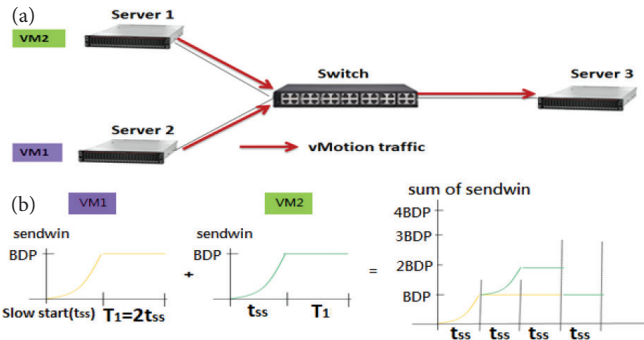 (a)
Server 1
VM2
Switch
Server 3
Server 2
VM1
vMotion traffic
(b)
VM1
VM2
sum of sendwin
sendwin
sendwin
4BDP
3BDP
BDP
BDP
2BDP
+
=
BDP
Slow start(tss)
T1=2tss
tss
T1
tss
tss
tss
tss